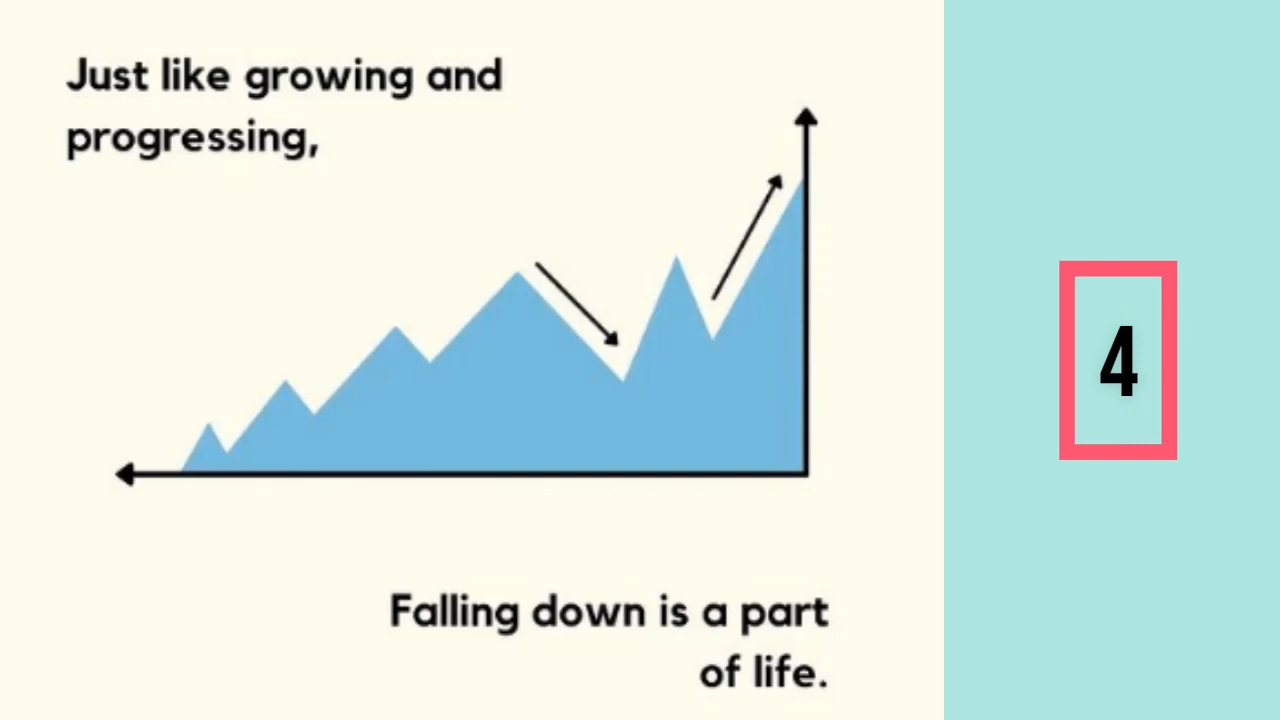 Just like growing and
progressing,
4
Falling down is a part
of life.